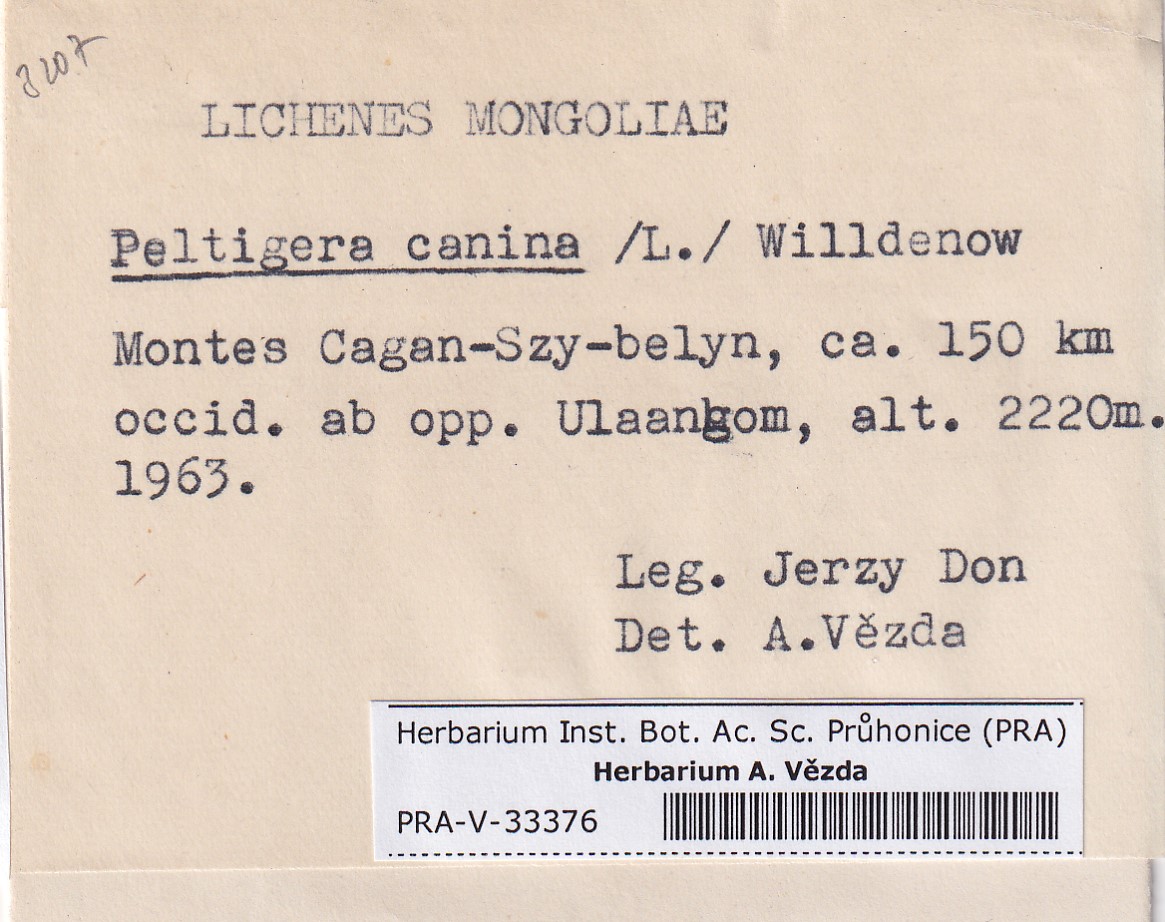 3207
LICHENES MONGOLIAE
Peltigera canina /L./ Willdenow
Montes Cagan-Szy-belyn, ca. 150 km
occid. ab opp. Ulaangom, alt. 2220m.
1963.
Leg. Jerzy Don
Det. A.Vězda
Herbarium Inst. Bot. Ac. Sc. Průhonice (PRA)
Herbarium A. Vězda
PRA-V-33376